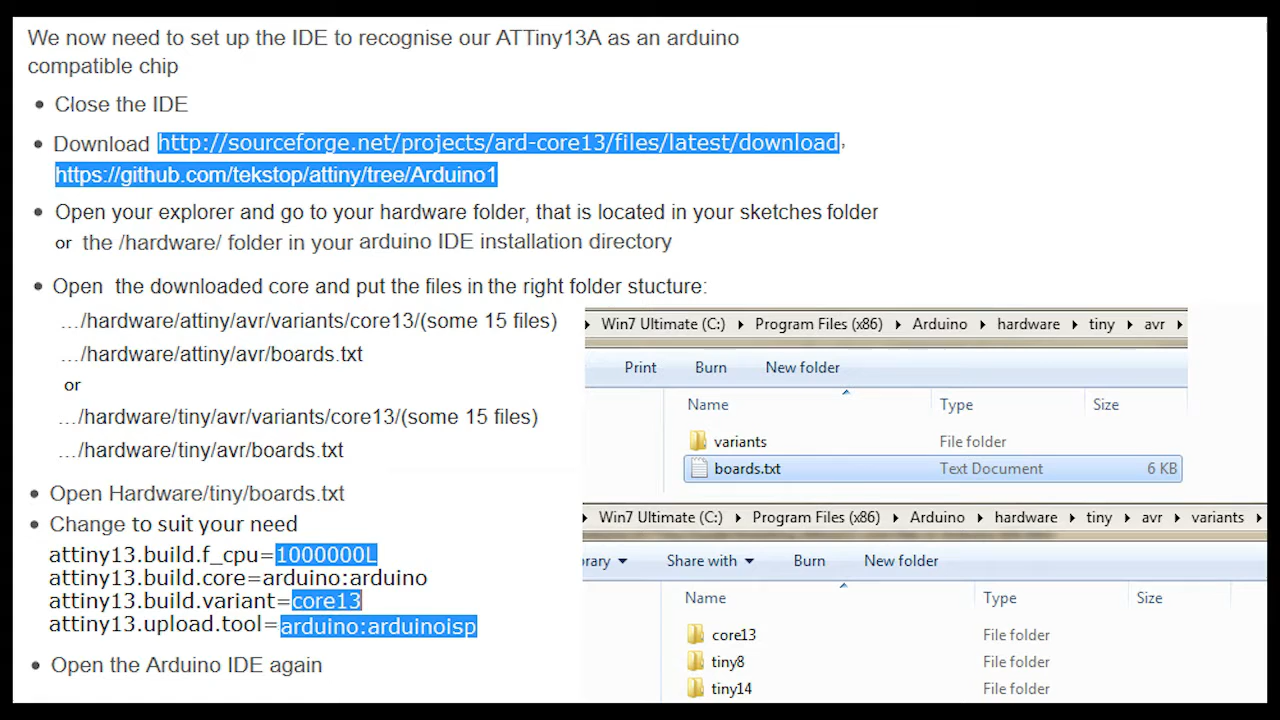 We now need to set up the IDE to recognise our ATTiny13A as an arduino
compatible chip
• Close the IDE
• Download http://sourceforge.net/projects/ard-core13/files/latest/download,
https://github.com/tekstop/attiny/tree/Arduino1
• Open your explorer and go to your hardware folder, that is located in your sketches folder
or the /hardware/ folder in your arduino IDE installation directory
• Open the downloaded core and put the files in the right folder stucture:
…/hardware/attiny/avr/variants/core13/(some 15 files)
…/hardware/attiny/avr/boards.txt
or
…/hardware/tiny/avr/variants/core13/(some 15 files)
…/hardware/tiny/avr/boards.txt
• Open Hardware/tiny/boards.txt
• Change to suit your need
attiny13.build.f_cpu=1000000L
attiny13.build.core=arduino:arduino
attiny13.build.variant=core13
attiny13.upload.tool=arduino:arduinoisp
• Open the Arduino IDE again
Win7 Ultimate (C:) Program Files (x86) Arduino hardware tiny avr
Print Burn New folder
Name Type Size
variants File folder
boards.txt Text Document 6 KB
Win7 Ultimate (C:) Program Files (x86) Arduino hardware tiny avr variants
rary Share with Burn New folder
Name Type Size
core13 File folder
tiny8 File folder
tiny14 File folder